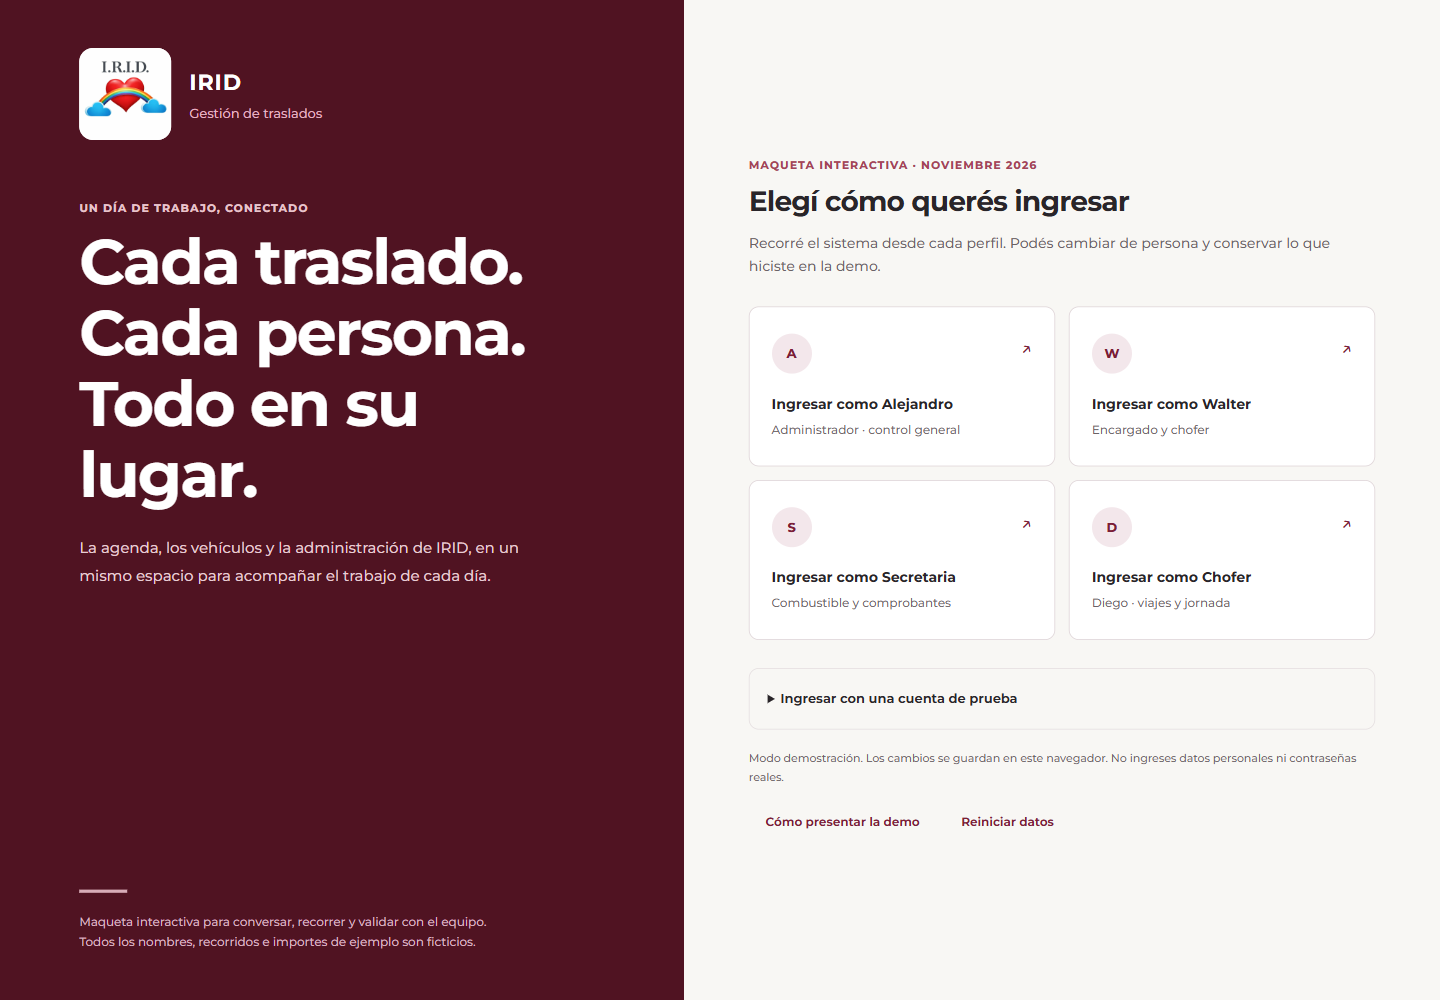 I.R.I.D.
IRID
Gestión de traslados
UN DÍA DE TRABAJO, CONECTADO
Cada traslado.
Cada persona.
Todo en su
lugar.
La agenda, los vehículos y la administración de IRID, en un
mismo espacio para acompañar el trabajo de cada día.
Maqueta interactiva para conversar, recorrer y validar con el equipo.
Todos los nombres, recorridos e importes de ejemplo son ficticios.
MAQUETA INTERACTIVA · NOVIEMBRE 2026
Elegí cómo querés ingresar
Recorré el sistema desde cada perfil. Podés cambiar de persona y conservar lo que
hiciste en la demo.
A
Ingresar como Alejandro
Administrador · control general
W
Ingresar como Walter
Encargado y chofer
S
Ingresar como Secretaria
Combustible y comprobantes
D
Ingresar como Chofer
Diego · viajes y jornada
Ingresar con una cuenta de prueba
Modo demostración. Los cambios se guardan en este navegador. No ingreses datos personales ni contraseñas
reales.
Cómo presentar la demo
Reiniciar datos